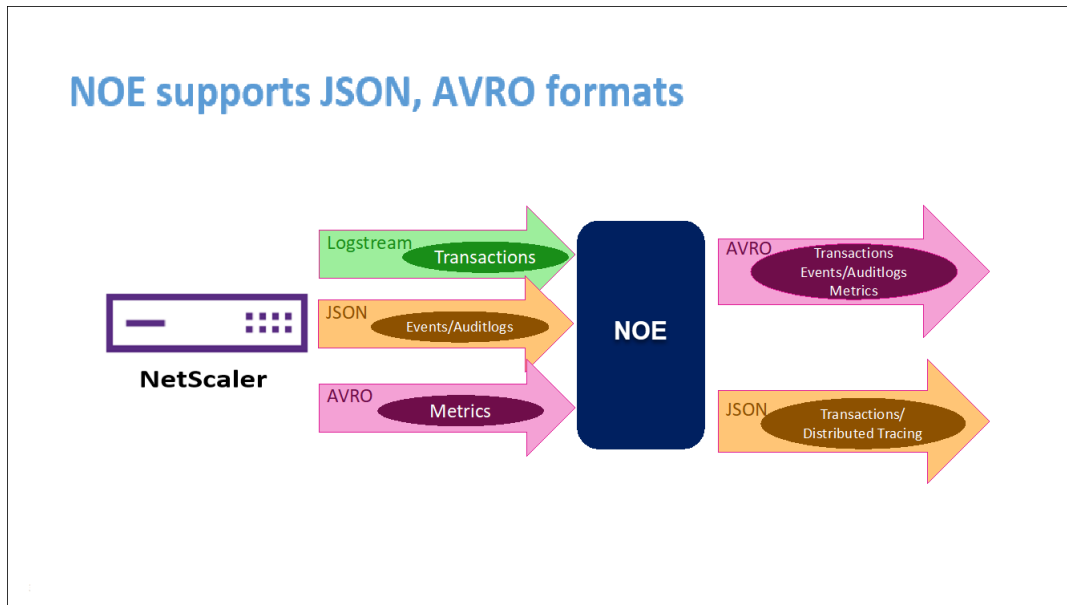 NOE supports JSON, AVRO formats
Logstream
Transactions
JSON
Events/Auditlogs
AVRO
Metrics
NetScaler
NOE
AVRO
Transactions
Events/Auditlogs
Metrics
JSON
Transactions/
Distributed Tracing